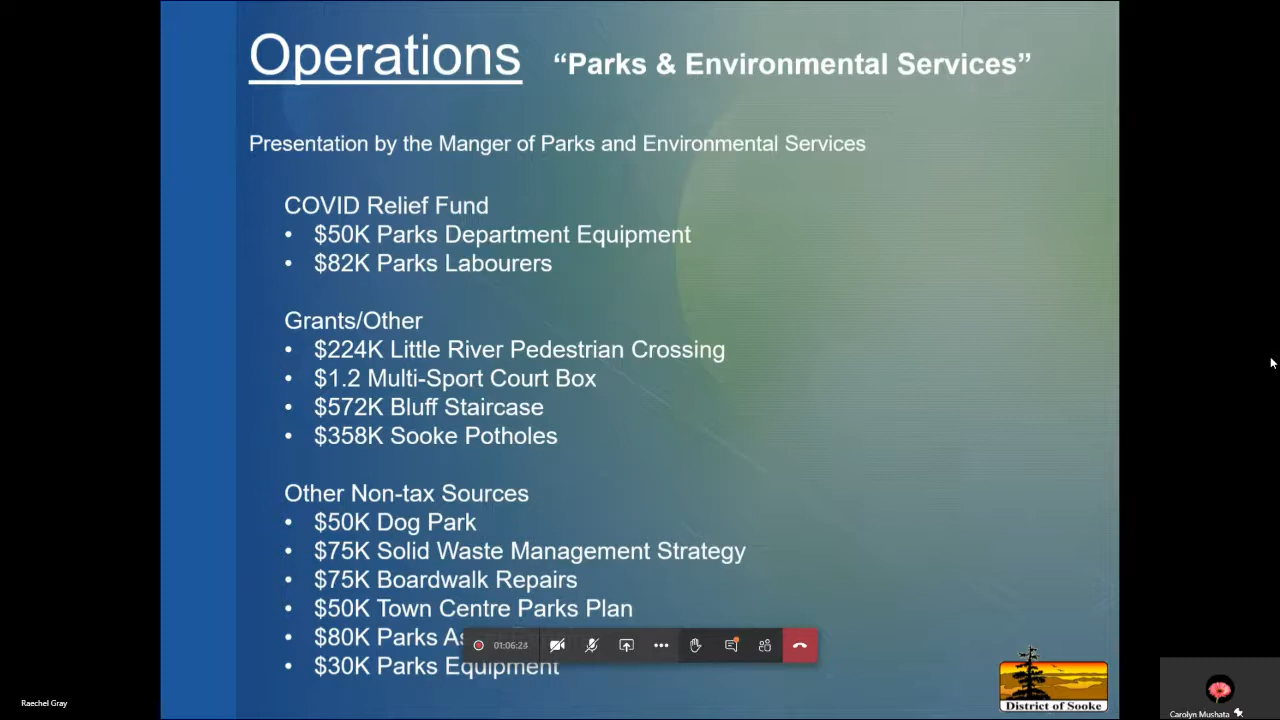 Operations “Parks & Environmental Services”
Presentation by the Manger of Parks and Environmental Services
COVID Relief Fund
• $50K Parks Department Equipment
• $82K Parks Labourers
Grants/Other
• $224K Little River Pedestrian Crossing
• $1.2 Multi-Sport Court Box
• $572K Bluff Staircase
• $358K Sooke Potholes
Other Non-tax Sources
• $50K Dog Park
• $75K Solid Waste Management Strategy
• $75K Boardwalk Repairs
• $50K Town Centre Parks Plan
• $80K Parks
01:06:24
• $30K Parks Equipment
District of Sooke
Raechel Gray
Carolyn Mushata